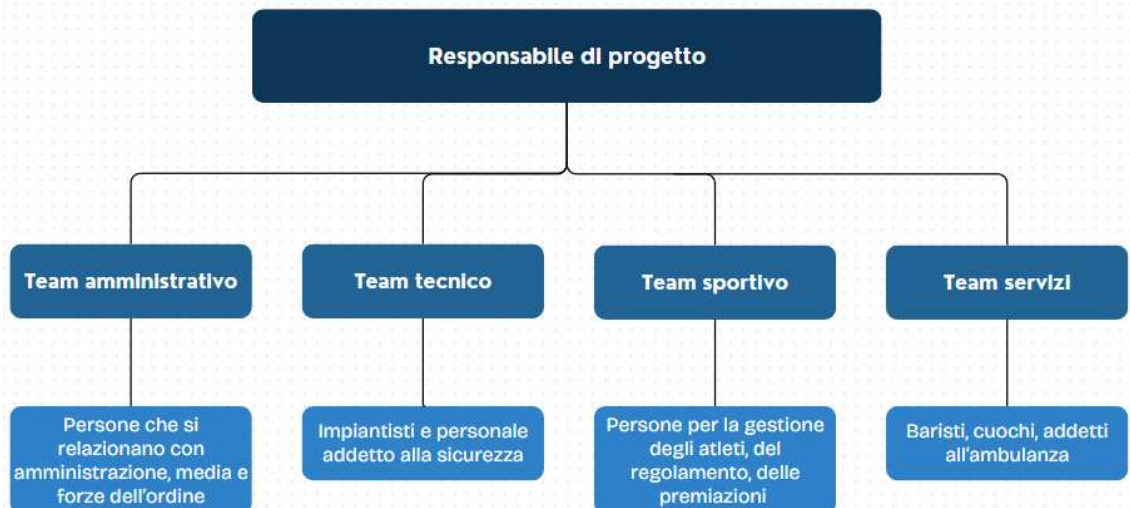 Responsabile di progetto
Team amministrativo
Team tecnico
Team sportivo
Team servizi
Persone che si
relazionano con
amministrazione, media e
forze dell'ordine
Impiantisti e personale
addetto alla sicurezza
Persone per la gestione
degli atleti, del
regolamento, delle
premiazioni
Baristi, cuochi, addetti
all'ambulanza